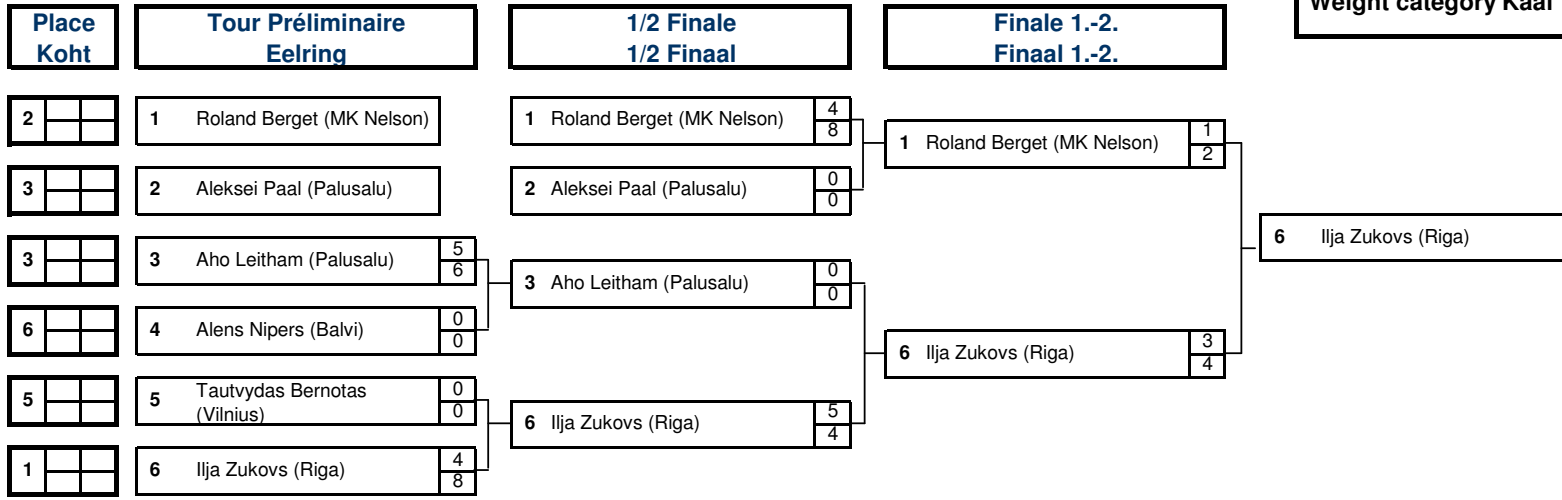 Weight category Kaal
Place
Koht
Tour Préliminaire
Eelring
1/2 Finale
1/2 Finaal
Finale 1.-2.
Finaal 1.-2.
2
1 Roland Berget (MK Nelson)
3
2 Aleksei Paal (Palusalu)
3
3 Aho Leitham (Palusalu) 5
6
6
4 Alens Nipers (Balvi) 0
0
5
5 Tautvydas Bernotas
(Vilnius)
0
0
1
6 Ilja Zukovs (Riga) 4
8
1 Roland Berget (MK Nelson) 4
8
2 Aleksei Paal (Palusalu) 0
0
3 Aho Leitham (Palusalu) 0
0
6 Ilja Zukovs (Riga) 5
4
1 Roland Berget (MK Nelson) 1
2
6 Ilja Zukovs (Riga) 3
4
6 Ilja Zukovs (Riga)